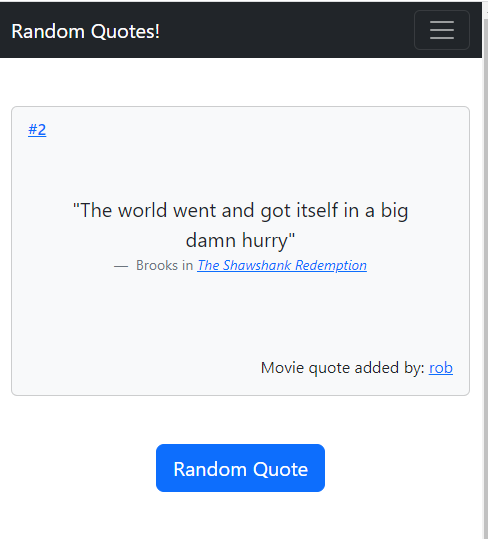 Random Quotes!
#2
"The world went and got itself in a big
damn hurry"
— Brooks in The Shawshank Redemption
Movie quote added by: rob
Random Quote